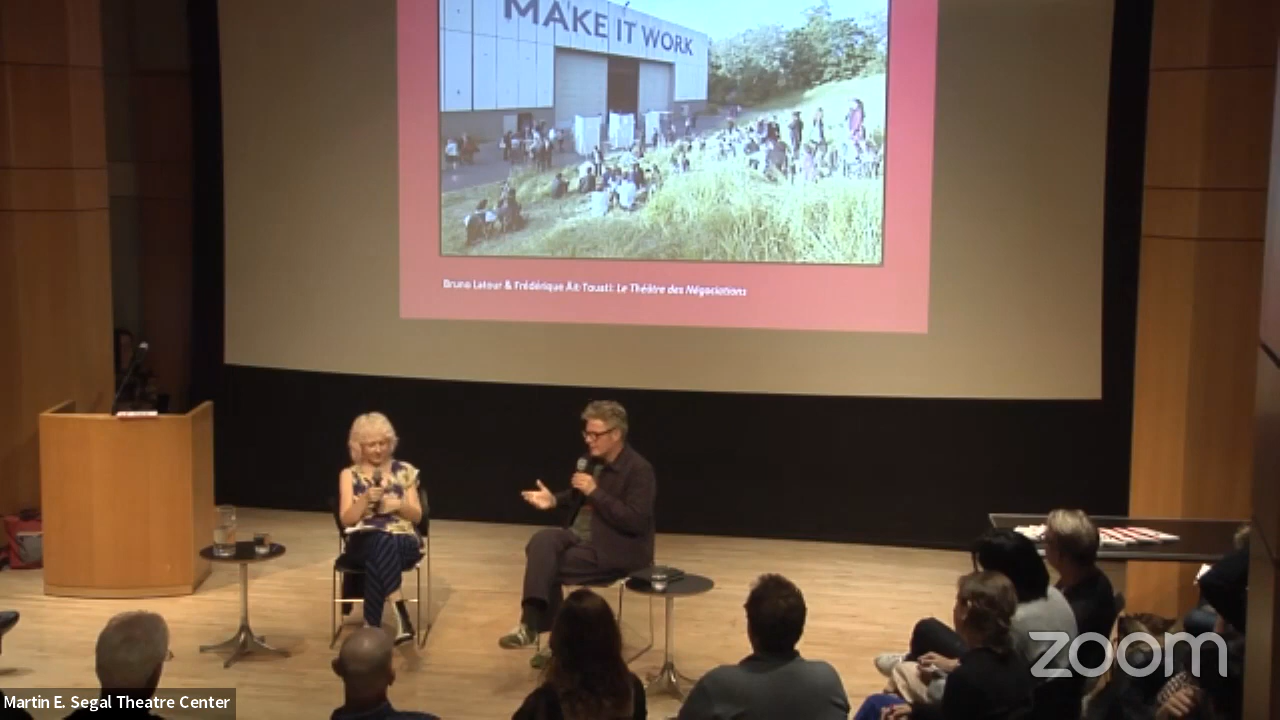 MAKE IT WORK
Bruno Latour & Frédérique Aït-Touati: Le Théâtre des Négociations
zoom
Martin E. Segal Theatre Center